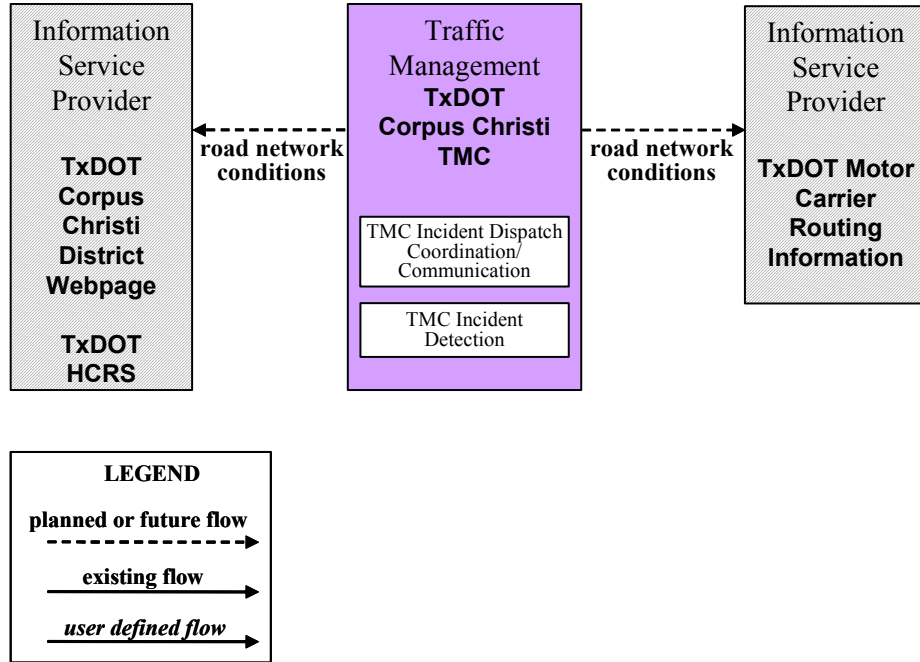 Information
Service
Provider
TxDOT
Corpus
Christi
District
Webpage
TxDOT
HCRS
road network
conditions
Traffic
Management
TxDOT
Corpus Christi
TMC
TMC Incident Dispatch
Coordination/
Communication
TMC Incident
Detection
road network
conditions
Information
Service
Provider
TxDOT Motor
Carrier
Routing
Information
LEGEND
planned or future flow
existing flow
user defined flow